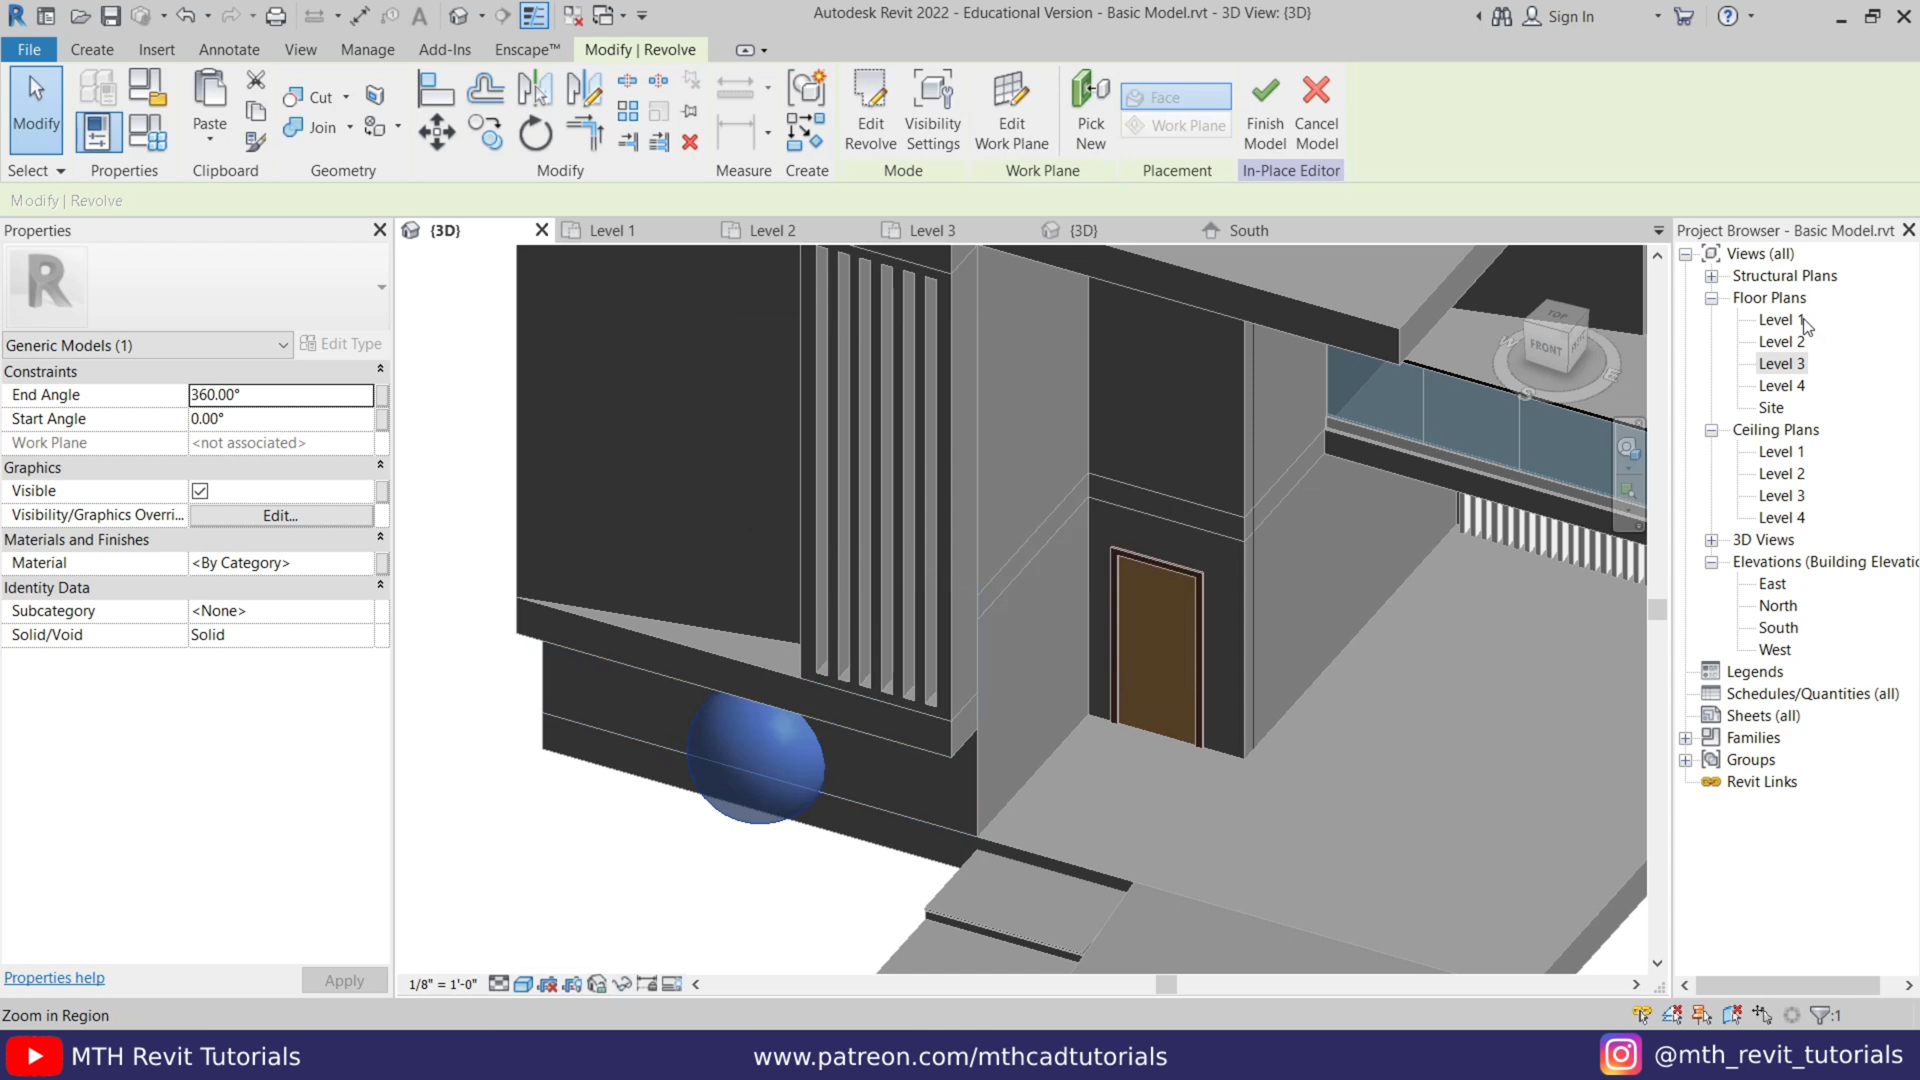 Autodesk Revit 2022 - Educational Version - Basic Model.rvt - 3D View: {3D}
Sign In
File Create Insert Annotate View Manage Add-Ins Enscape™ Modify | Revolve
Modify
Paste
Cut
Join
Edit Revolve
Visibility Settings
Edit Work Plane
Pick New
Face
Work Plane
Finish Model
Cancel Model
Select Properties Clipboard Geometry Modify Measure Create Mode Work Plane Placement In-Place Editor
Modify | Revolve
Properties
{3D} Level 1 Level 2 Level 3 {3D} South
Project Browser - Basic Model.rvt
R
Generic Models (1) Edit Type
Constraints
End Angle 360.00°
Start Angle 0.00°
Work Plane <not associated>
Graphics
Visible
Visibility/Graphics Overri... Edit...
Materials and Finishes
Material <By Category>
Identity Data
Subcategory <None>
Solid/Void Solid
Properties help Apply
TOP
FRONT
W
S
E
Views (all)
Structural Plans
Floor Plans
Level 1
Level 2
Level 3
Level 4
Site
Ceiling Plans
Level 1
Level 2
Level 3
Level 4
3D Views
Elevations (Building Elevatio
East
North
South
West
Legends
Schedules/Quantities (all)
Sheets (all)
Families
Groups
Revit Links
1/8" = 1'-0"
Zoom in Region
:1
MTH Revit Tutorials
www.patreon.com/mthcadtutorials
@mth_revit_tutorials